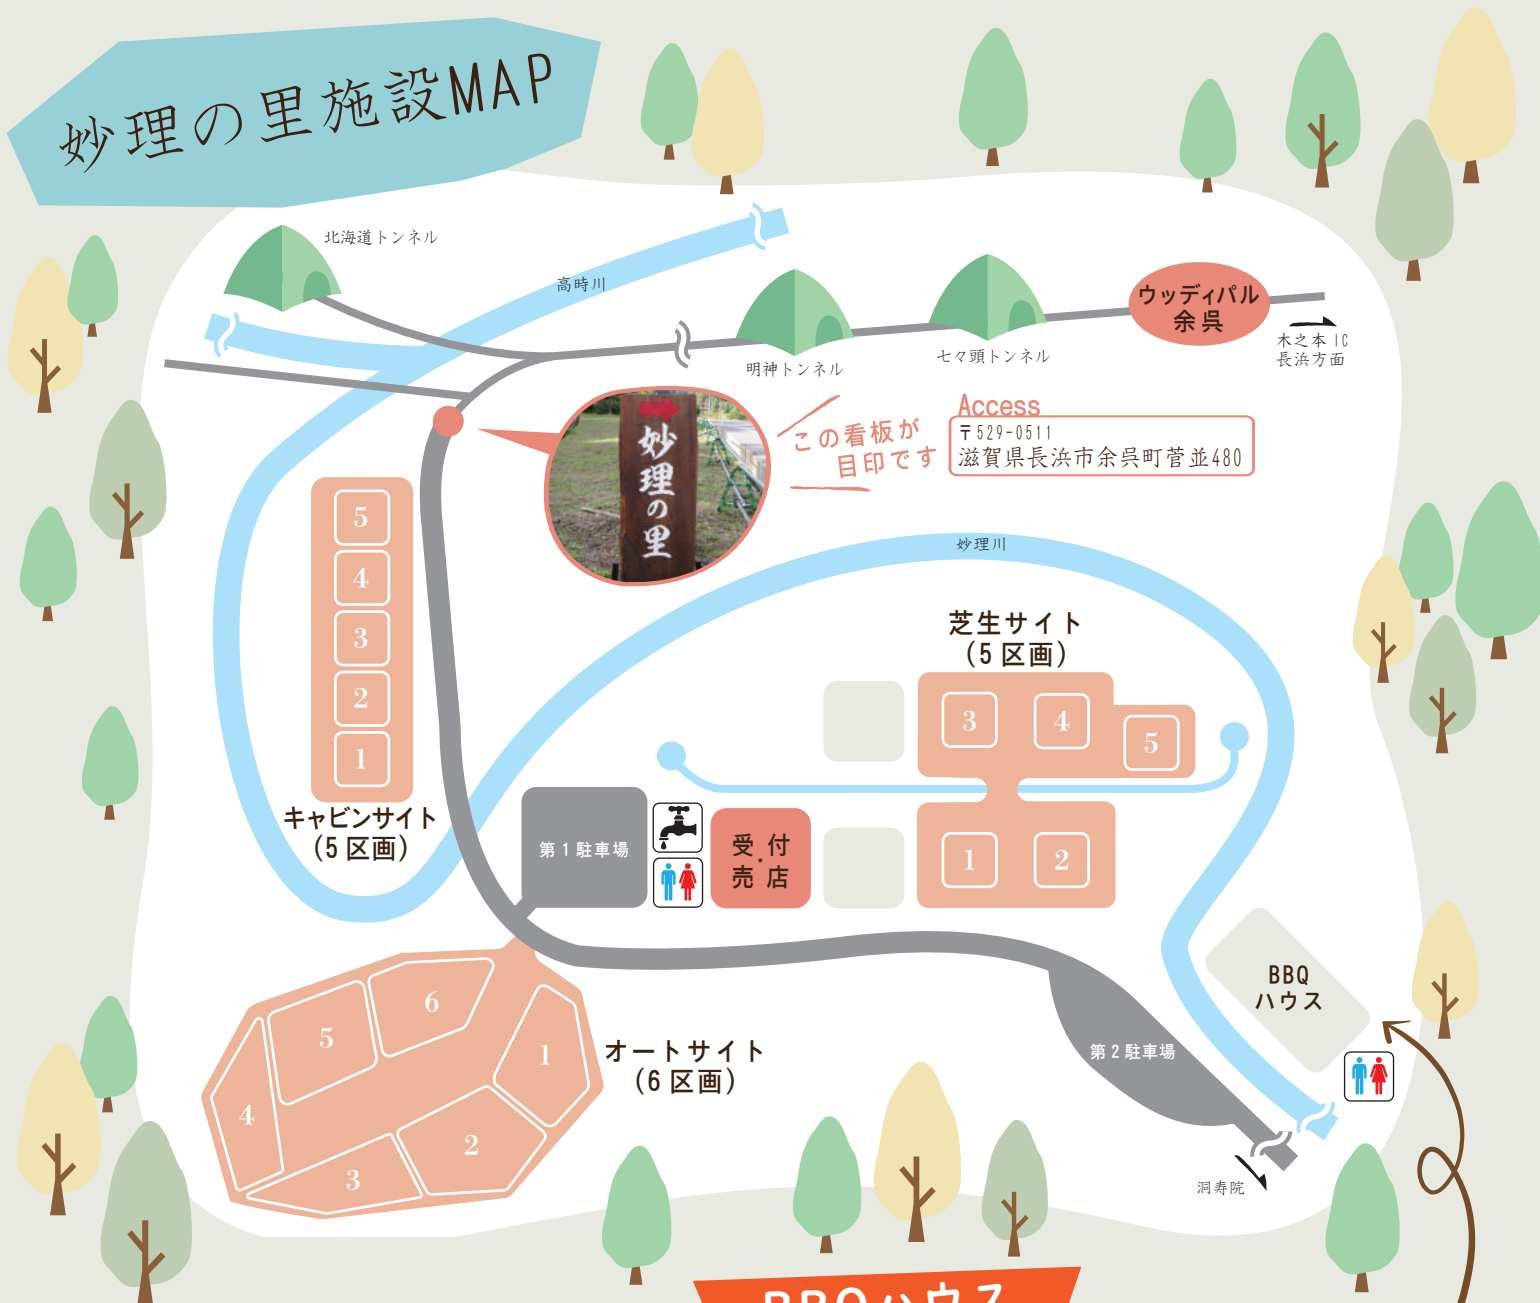 妙理の里施設MAP
北海道トンネル
高時川
明神トンネル
七々頭トンネル
ウッディパル
余呉
木之本IC
長浜方面
妙理の里
この看板が
目印です
Access
〒529-0511
滋賀県長浜市余呉町菅並480
妙理川
5
4
3
2
1
キャビンサイト
(5区画)
芝生サイト
(5区画)
3
4
5
1
2
第1駐車場
受付
・
売店
6
5
4
3
2
1
オートサイト
(6区画)
第2駐車場
BBQ
ハウス
洞寿院
BBQハウス